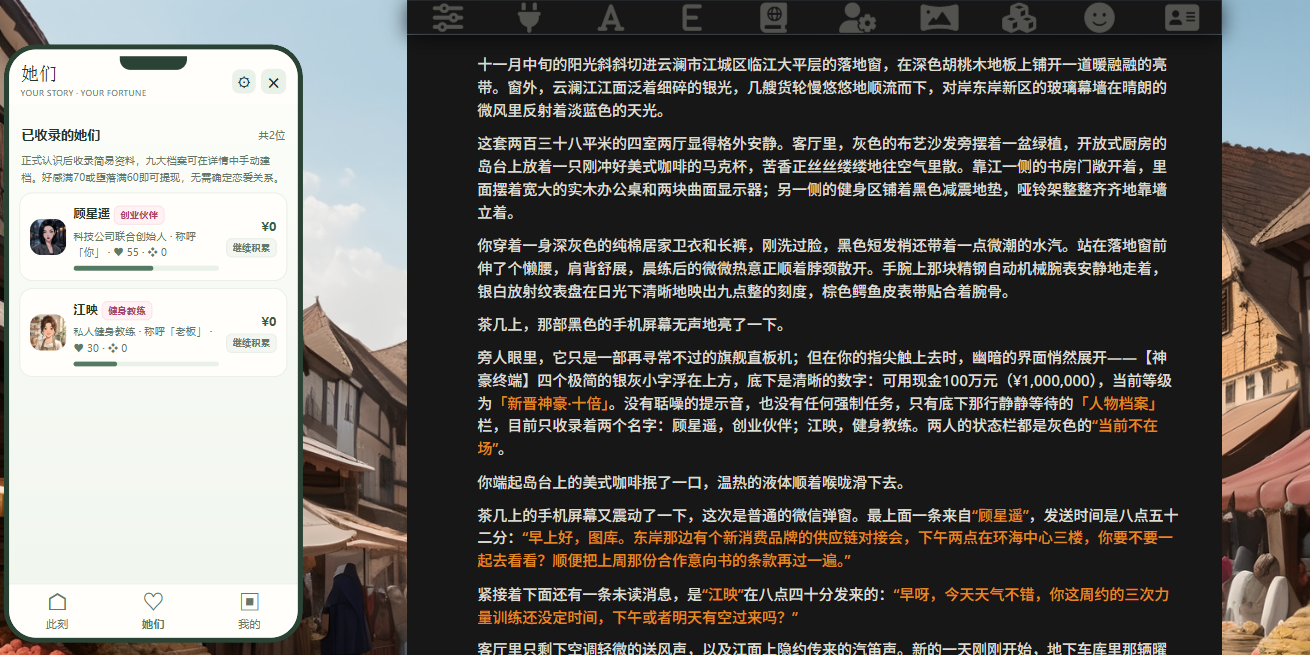 她们
YOUR STORY · YOUR FORTUNE
已收录的她们
共2位
正式认识后收录简易资料，九大档案可在详情中手动建
档。好感满70或堕落满60即可提现，无需确定恋爱关系。
顾星遥 创业伙伴
¥0
科技公司联合创始人 · 称呼
「你」 · ♥ 55 · 0
继续积累
江映 健身教练
¥0
私人健身教练 · 称呼「老板」 ·
♥ 30 · 0
继续积累
此刻
她们
我的
十一月中旬的阳光斜斜切进云澜市江城区临江大平层的落地窗，在深色胡桃木地板上铺开一道暖融融的亮
带。窗外，云澜江江面泛着细碎的银光，几艘货轮慢悠悠地顺流而下，对岸东岸新区的玻璃幕墙在晴朗的
微风里反射着淡蓝色的天光。
这套两百三十八平米的四室两厅显得格外安静。客厅里，灰色的布艺沙发旁摆着一盆绿植，开放式厨房的
岛台上放着一只刚冲好美式咖啡的马克杯，苦香正丝丝缕缕地往空气里散。靠江一侧的书房门敞开着，里
面摆着宽大的实木办公桌和两块曲面显示器；另一侧的健身区铺着黑色减震地垫，哑铃架整整齐齐地靠墙
立着。
你穿着一身深灰色的纯棉居家卫衣和长裤，刚洗过脸，黑色短发梢还带着一点微潮的水汽。站在落地窗前
伸了个懒腰，肩背舒展，晨练后的微微热意正顺着脖颈散开。手腕上那块精钢自动机械腕表安静地走着，
银白放射纹表盘在日光下清晰地映出九点整的刻度，棕色鳄鱼皮表带贴合着腕骨。
茶几上，那部黑色的手机屏幕无声地亮了一下。
旁人眼里，它只是一部再寻常不过的旗舰直板机；但在你的指尖触上去时，幽暗的界面悄然展开——【神
豪终端】四个极简的银灰小字浮在上方，底下是清晰的数字：可用现金100万元（¥1,000,000），当前等级
为「新晋神豪·十倍」。没有聒噪的提示音，也没有任何强制任务，只有底下那行静静等待的「人物档案」
栏，目前只收录着两个名字：顾星遥，创业伙伴；江映，健身教练。两人的状态栏都是灰色的“当前不在
场”。
你端起岛台上的美式咖啡抿了一口，温热的液体顺着喉咙滑下去。
茶几上的手机屏幕又震动了一下，这次是普通的微信弹窗。最上面一条来自“顾星遥”，发送时间是八点五十
二分：“早上好，图库。东岸那边有个新消费品牌的供应链对接会，下午两点在环海中心三楼，你要不要一
起去看看？顺便把上周那份合作意向书的条款再过一遍。”
紧接着下面还有一条未读消息，是“江映”在八点四十分发来的：“早呀，今天天气不错，你这周约的三次力
量训练还没定时间，下午或者明天有空过来吗？”
客厅里只剩下空调轻微的送风声，以及江面上隐约传来的汽笛声。新的一天刚刚开始，地下车库里那辆曜